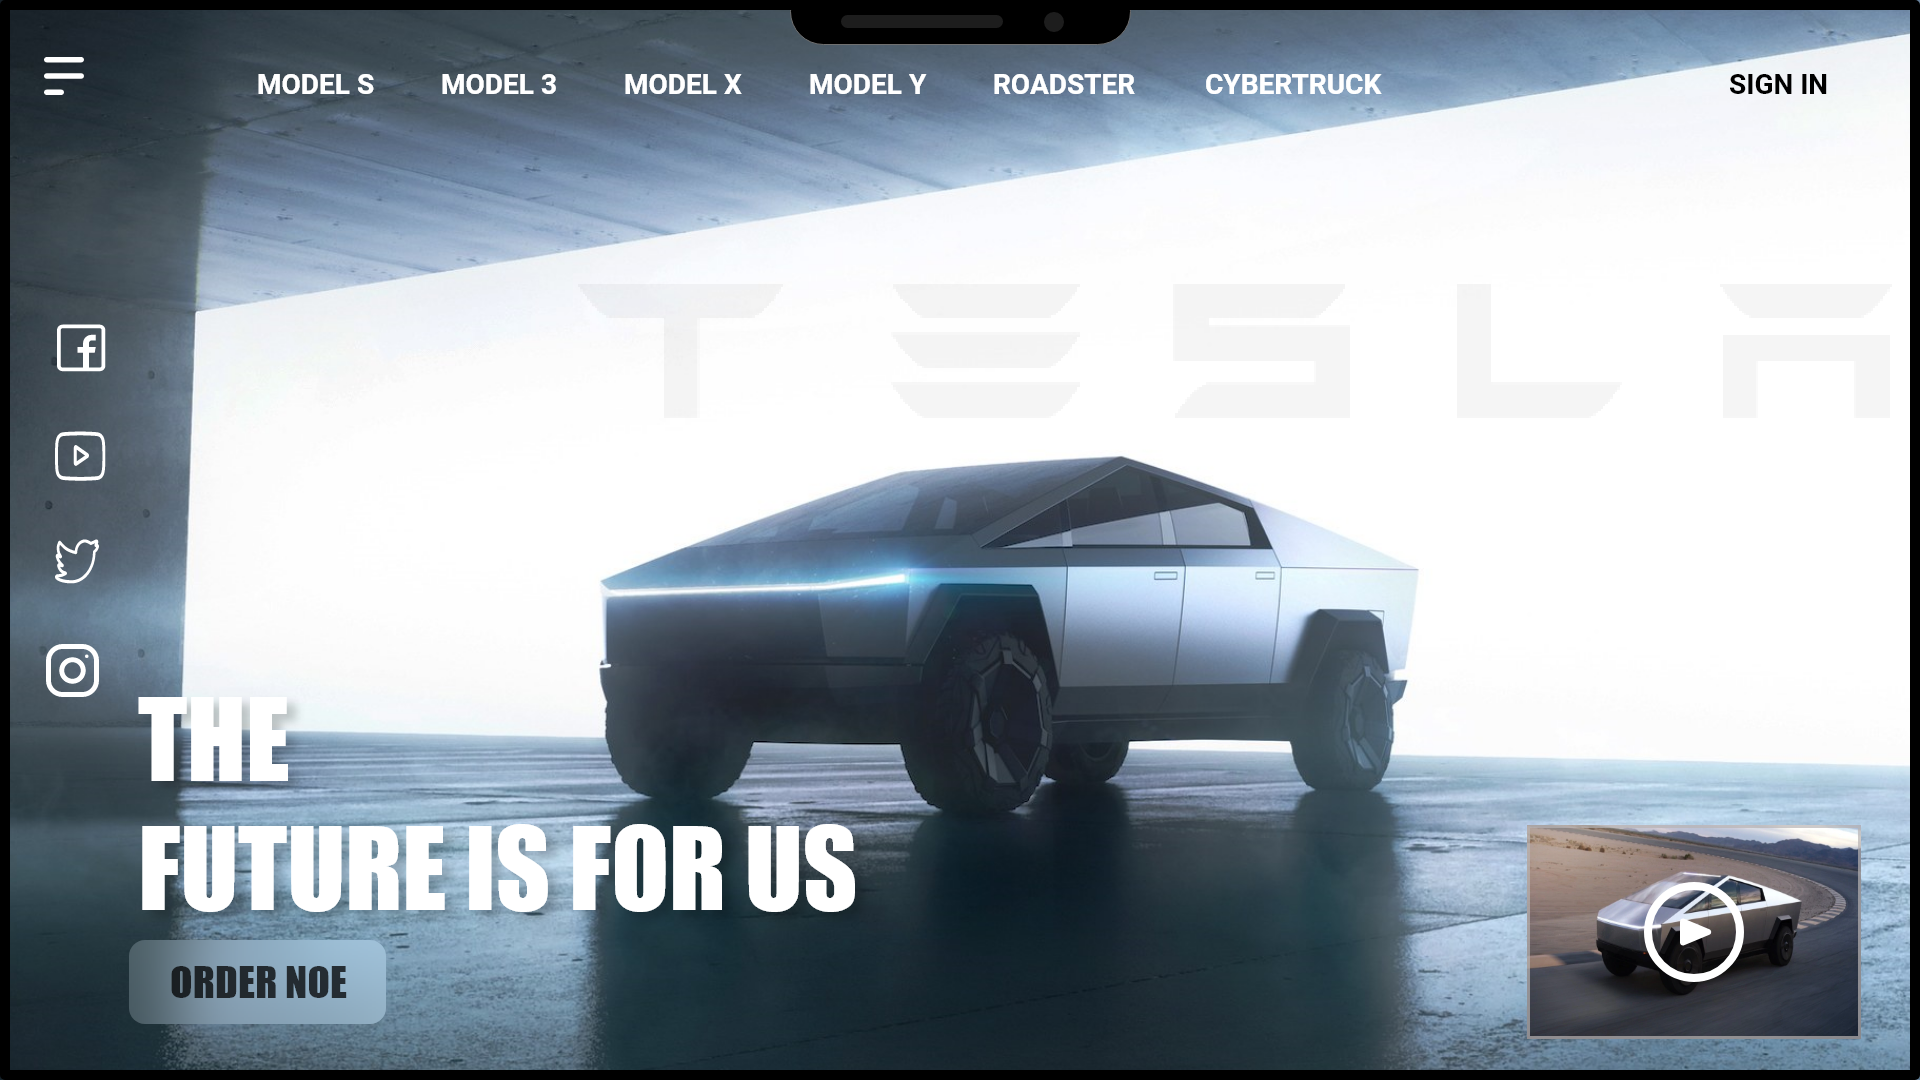 MODEL S
MODEL 3
MODEL X
MODEL Y
ROADSTER
CYBERTRUCK
SIGN IN
TESLA
THE
FUTURE IS FOR US
ORDER NOE